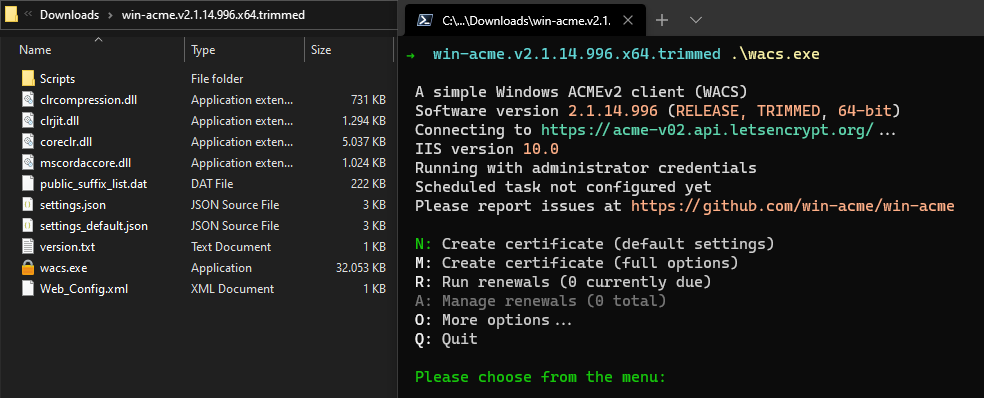 Downloads > win-acme.v2.1.14.996.x64.trimmed
Name Type Size
Scripts File folder
clrcompression.dll Application exten... 731 KB
clrjit.dll Application exten... 1.294 KB
coreclr.dll Application exten... 5.037 KB
mscordaccore.dll Application exten... 1.024 KB
public_suffix_list.dat DAT File 222 KB
settings.json JSON Source File 3 KB
settings_default.json JSON Source File 3 KB
version.txt Text Document 1 KB
wacs.exe Application 32.053 KB
Web_Config.xml XML Document 1 KB
C:\...\Downloads\win-acme.v2.1.
→ win-acme.v2.1.14.996.x64.trimmed .\wacs.exe
A simple Windows ACMEv2 client (WACS)
Software version 2.1.14.996 (RELEASE, TRIMMED, 64-bit)
Connecting to https://acme-v02.api.letsencrypt.org/...
IIS version 10.0
Running with administrator credentials
Scheduled task not configured yet
Please report issues at https://github.com/win-acme/win-acme
N: Create certificate (default settings)
M: Create certificate (full options)
R: Run renewals (0 currently due)
A: Manage renewals (0 total)
O: More options...
Q: Quit
Please choose from the menu: